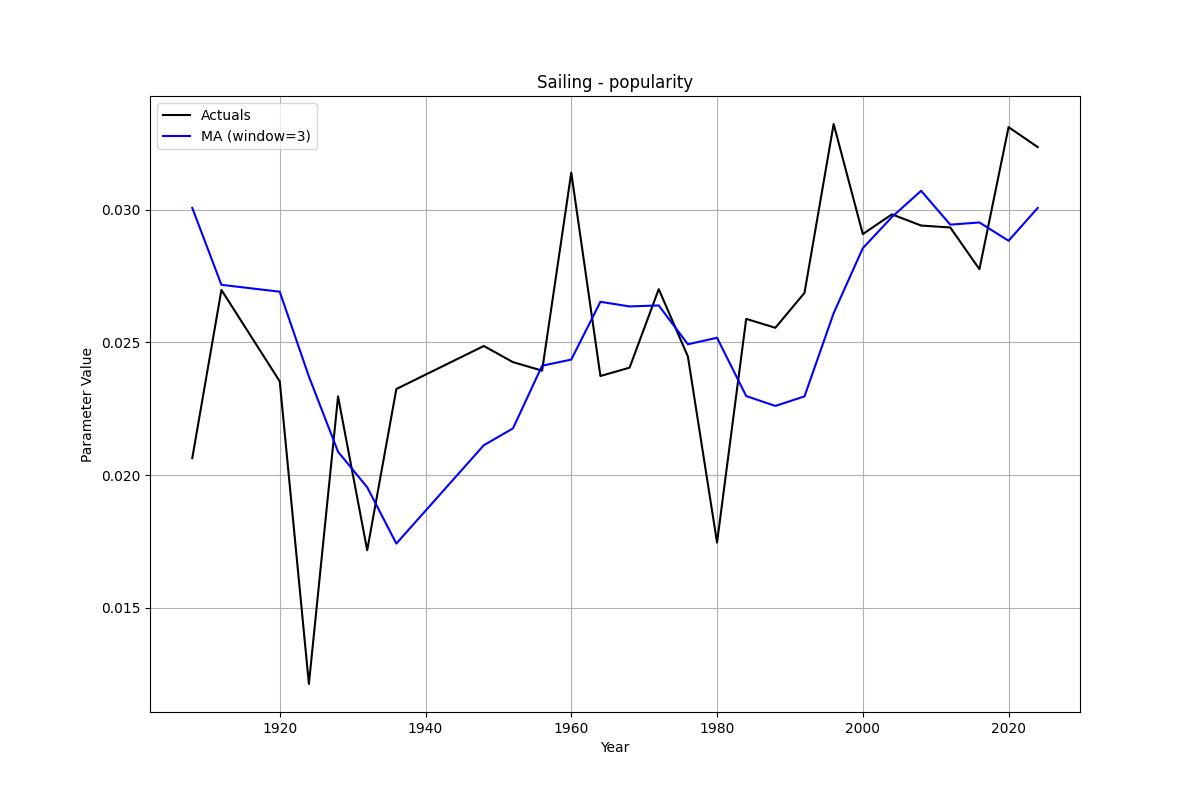 Sailing - popularity
Actuals
MA (window=3)
Parameter Value
0.030
0.025
0.020
0.015
1920 1940 1960 1980 2000 2020
Year